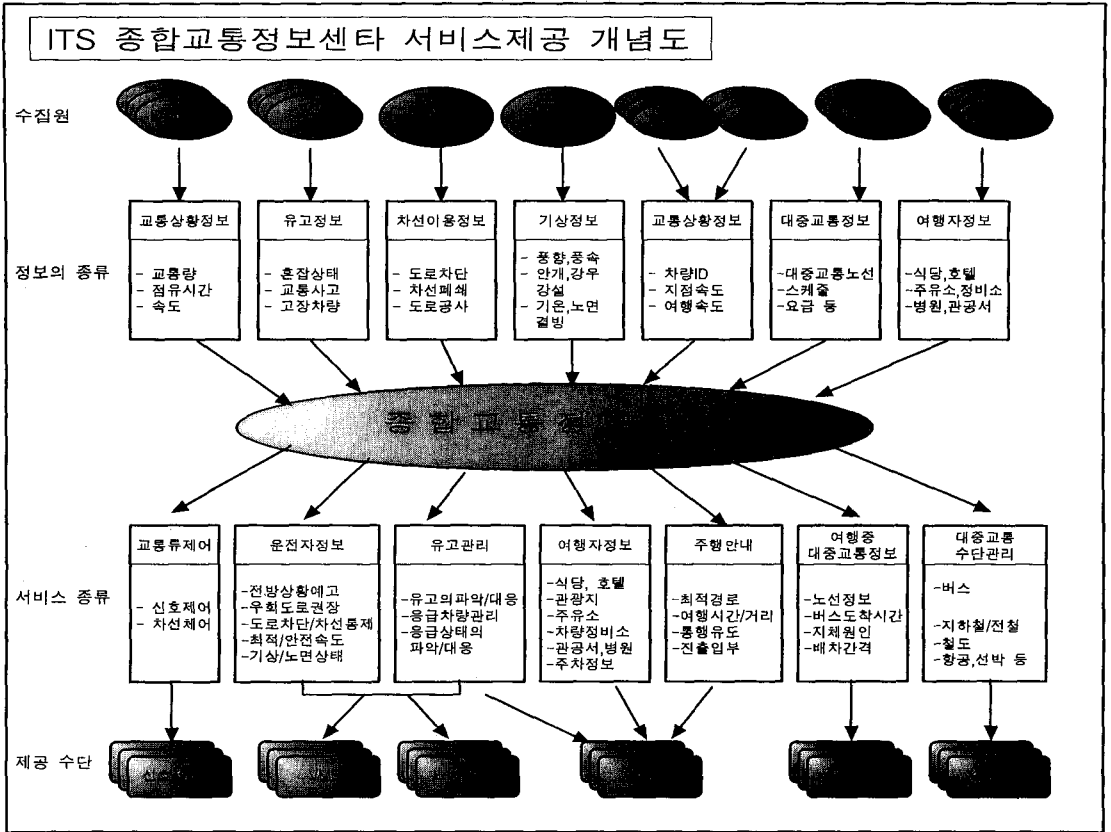 ITS 종합교통정보센타 서비스제공 개념도
수집원
교통상황정보
- 교통량
- 점유시간
- 속도
유고정보
- 혼잡상태
- 교통사고
- 고장차량
차선이용정보
- 도로차단
- 차선폐쇄
- 도로공사
기상정보
- 풍향,풍속
- 안개,강우
강설
- 기온,노면
결빙
교통상황정보
- 차량ID
- 지점속도
- 여행속도
대중교통정보
-대중교통노선
-스케줄
-요금 등
여행자정보
-식당,호텔
-주유소,정비소
-병원,관공서
정보의 종류
종합교통정
교통류제어
- 신호제어
- 차선체어
운전자정보
-전방상황예고
-우회도로권장
-도로차단/차선통제
-최적/안전속도
-기상/노면상태
유고관리
-유고의파악/대응
-응급차량관리
-응급상태의
파악/대응
여행자정보
-식당, 호텔
-관광지
-주유소
-차량정비소
-관공서,병원
-주차정보
주행안내
-최적경로
-여행시간/거리
-통행유도
-진출입부
여행중
대중교통정보
-노선정보
-버스도착시간
-지체원인
-배차간격
대중교통
수단관리
-버스
-지하철/전철
-철도
-항공,선박 등
서비스 종류
제공 수단